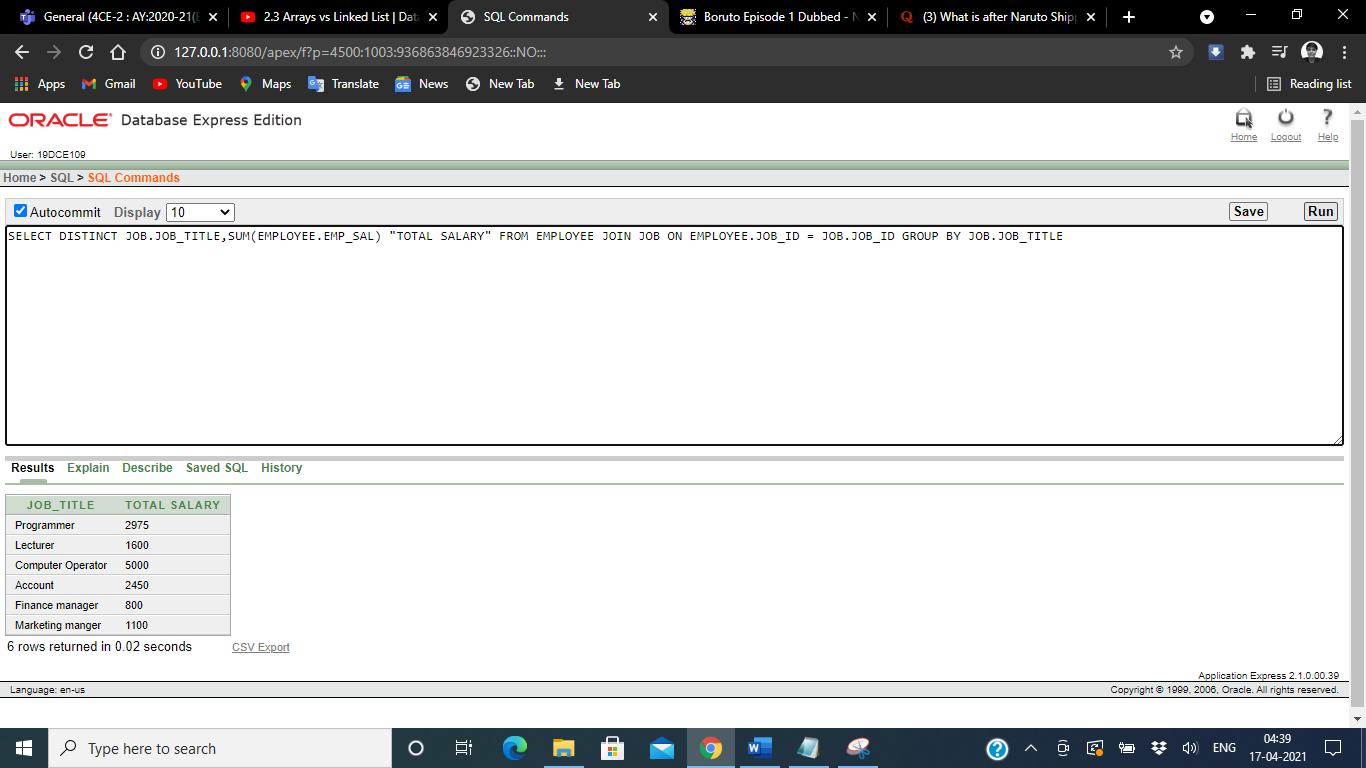 General (4CE-2 : AY:2020-21(E
2.3 Arrays vs Linked List | Data
SQL Commands
Boruto Episode 1 Dubbed - N
(3) What is after Naruto Ship
127.0.0.1:8080/apex/f?p=4500:1003:936863846923326::NO:::
Apps Gmail YouTube Maps Translate News New Tab New Tab Reading list
ORACLE Database Express Edition
Home Logout Help
User: 19DCE109
Home > SQL > SQL Commands
Autocommit Display 10 Save Run
SELECT DISTINCT JOB.JOB_TITLE,SUM(EMPLOYEE.EMP_SAL) "TOTAL SALARY" FROM EMPLOYEE JOIN JOB ON EMPLOYEE.JOB_ID = JOB.JOB_ID GROUP BY JOB.JOB_TITLE
Results Explain Describe Saved SQL History
JOB_TITLE TOTAL SALARY
Programmer 2975
Lecturer 1600
Computer Operator 5000
Account 2450
Finance manager 800
Marketing manger 1100
6 rows returned in 0.02 seconds CSV Export
Application Express 2.1.0.00.39
Language: en-us Copyright © 1999, 2006, Oracle. All rights reserved.
Type here to search
ENG
04:39
17-04-2021